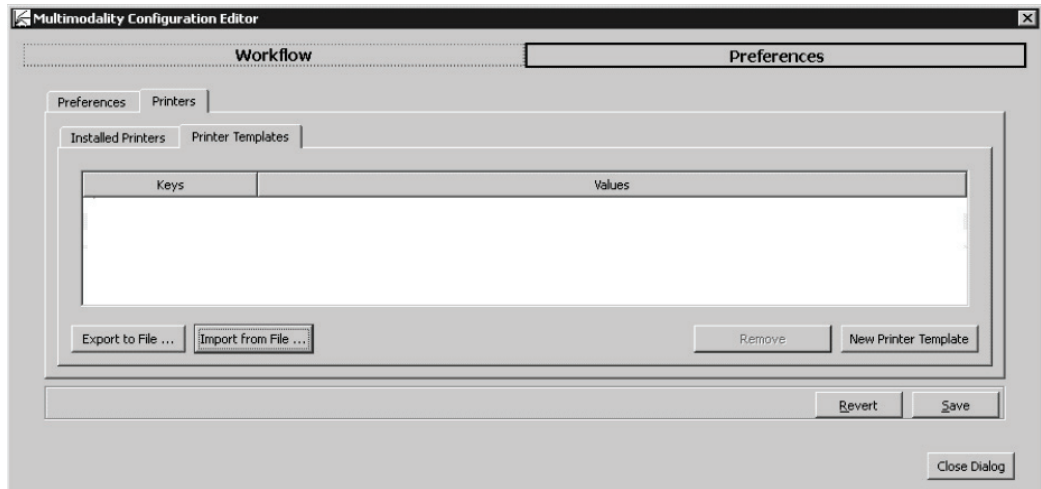 Multimodality Configuration Editor
Workflow Preferences
Preferences Printers
Installed Printers Printer Templates
Keys Values
Export to File ... Import from File ... Remove New Printer Template
Revert Save
Close Dialog